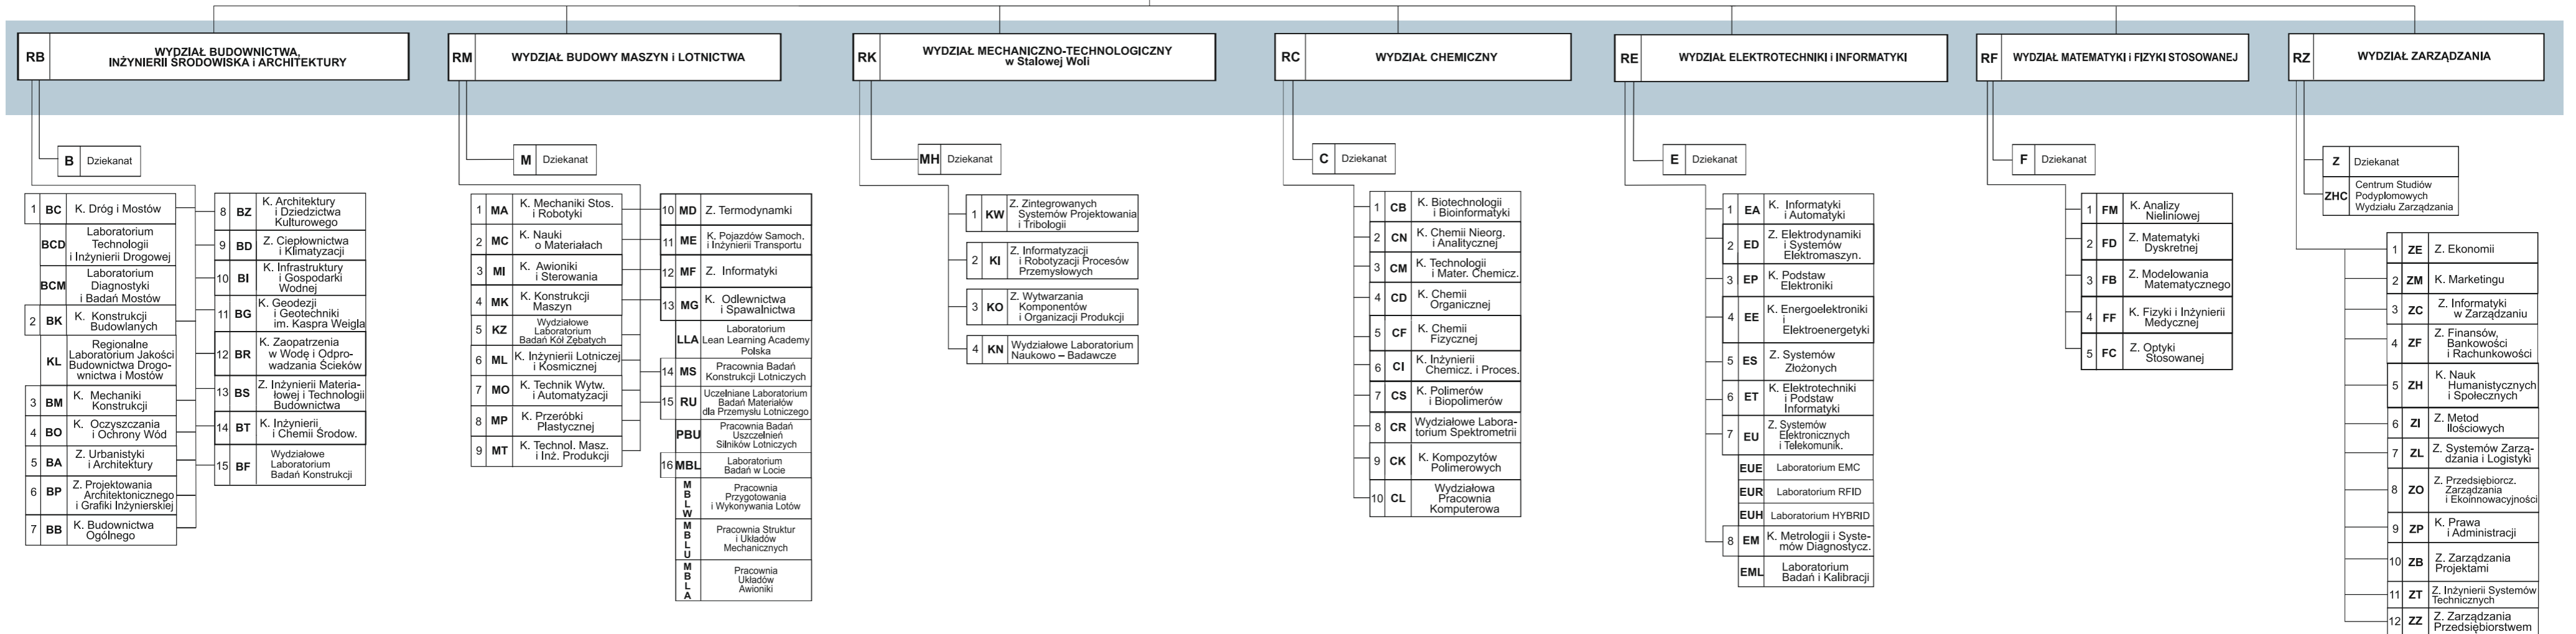 RB
WYDZIAŁ BUDOWNICTWA,
INŻYNIERII ŚRODOWISKA i ARCHITEKTURY
B Dziekanat
1 BC K. Dróg i Mostów
BCD Laboratorium
Technologii
i Inżynierii Drogowej
BCM Laboratorium
Diagnostyki
i Badań Mostów
2 BK K. Konstrukcji
Budowlanych
KL Regionalne
Laboratorium Jakości
Budownictwa Drogo-
wnictwa i Mostów
3 BM K. Mechaniki
Konstrukcji
4 BO K. Oczyszczania
i Ochrony Wód
5 BA Z. Urbanistyki
i Architektury
6 BP Z. Projektowania
Architektonicznego
i Grafiki Inżynierskiej
7 BB K. Budownictwa
Ogólnego
8 BZ K. Architektury
i Dziedzictwa
Kulturowego
9 BD Z. Ciepłownictwa
i Klimatyzacji
10 BI K. Infrastruktury
i Gospodarki
Wodnej
11 BG K. Geodezji
i Geotechniki
im. Kaspra Weigla
12 BR K. Zaopatrzenia
w Wodę i Odpro-
wadzania Ścieków
13 BS Z. Inżynierii Materia-
łowej i Technologii
Budownictwa
14 BT K. Inżynierii
i Chemii Środow.
15 BF Wydziałowe
Laboratorium
Badań Konstrukcji
RM WYDZIAŁ BUDOWY MASZYN i LOTNICTWA
M Dziekanat
1 MA K. Mechaniki Stos.
i Robotyki
2 MC K. Nauki
o Materiałach
3 MI K. Awioniki
i Sterowania
4 MK K. Konstrukcji
Maszyn
5 KZ Wydziałowe
Laboratorium
Badań Kół Zębatych
6 ML K. Inżynierii Lotniczej
i Kosmicznej
7 MO K. Technik Wytw.
i Automatyzacji
8 MP K. Przeróbki
Plastycznej
9 MT K. Technol. Masz.
i Inż. Produkcji
10 MD Z. Termodynamki
11 ME K. Pojazdów Samoch.
i Inżynierii Transportu
12 MF Z. Informatyki
13 MG K. Odlewnictwa
i Spawalnictwa
LLA Laboratorium
Lean Learning Academy
Polska
14 MS Pracownia Badań
Konstrukcji Lotniczych
15 RU Uczelniane Laboratorium
Badań Materiałów
dla Przemysłu Lotniczego
PBU Pracownia Badań
Uszczelnień
Silników Lotniczych
16 MBL Laboratorium
Badań w Locie
MBLW Pracownia
Przygotowania
i Wykonywania Lotów
MBLU Pracownia Struktur
i Układów
Mechanicznych
MBLA Pracownia
Układów
Awioniki
RK WYDZIAŁ MECHANICZNO-TECHNOLOGICZNY
w Stalowej Woli
MH Dziekanat
1 KW Z. Zintegrowanych
Systemów Projektowania
i Tribologii
2 KI Z. Informatyzacji
i Robotyzacji Procesów
Przemysłowych
3 KO Z. Wytwarzania
Komponentów
i Organizacji Produkcji
4 KN Wydziałowe Laboratorium
Naukowo – Badawcze
RC WYDZIAŁ CHEMICZNY
C Dziekanat
1 CB K. Biotechnologii
i Bioinformatyki
2 CN K. Chemii Nieorg.
i Analitycznej
3 CM K. Technologii
i Mater. Chemicz.
4 CD K. Chemii
Organicznej
5 CF K. Chemii
Fizycznej
6 CI K. Inżynierii
Chemicz. i Proces.
7 CS K. Polimerów
i Biopolimerów
8 CR Wydziałowe Labora-
torium Spektrometrii
9 CK K. Kompozytów
Polimerowych
10 CL Wydziałowa
Pracownia
Komputerowa
RE WYDZIAŁ ELEKTROTECHNIKI i INFORMATYKI
E Dziekanat
1 EA K. Informatyki
i Automatyki
2 ED Z. Elektrodynamiki
i Systemów
Elektromaszyn.
3 EP K. Podstaw
Elektroniki
4 EE K. Energoelektroniki
i
Elektroenergetyki
5 ES Z. Systemów
Złożonych
6 ET K. Elektrotechniki
i Podstaw
Informatyki
7 EU Z. Systemów
Elektronicznych
i Telekomunik.
EUE Laboratorium EMC
EUR Laboratorium RFID
EUH Laboratorium HYBRID
8 EM K. Metrologii i Syste-
mów Diagnostycz.
EML Laboratorium
Badań i Kalibracji
RF WYDZIAŁ MATEMATYKI i FIZYKI STOSOWANEJ
F Dziekanat
1 FM K. Analizy
Nieliniowej
2 FD Z. Matematyki
Dyskretnej
3 FB Z. Modelowania
Matematycznego
4 FF K. Fizyki i Inżynierii
Medycznej
5 FC Z. Optyki
Stosowanej
RZ WYDZIAŁ ZARZĄDZANIA
Z Dziekanat
ZHC Centrum Studiów
Podyplomowych
Wydziału Zarządzania
1 ZE Z. Ekonomii
2 ZM K. Marketingu
3 ZC Z. Informatyki
w Zarządzaniu
4 ZF Z. Finansów,
Bankowości
i Rachunkowości
5 ZH K. Nauk
Humanistycznych
i Społecznych
6 ZI Z. Metod
Ilościowych
7 ZL Z. Systemów Zarzą-
dzania i Logistyki
8 ZO Z. Przedsiębiorcz.
Zarządzania
i Ekoinnowacyjności
9 ZP K. Prawa
i Administracji
10 ZB Z. Zarządzania
Projektami
11 ZT Z. Inżynierii Systemów
Technicznych
12 ZZ Z. Zarządzania
Przedsiębiorstwem